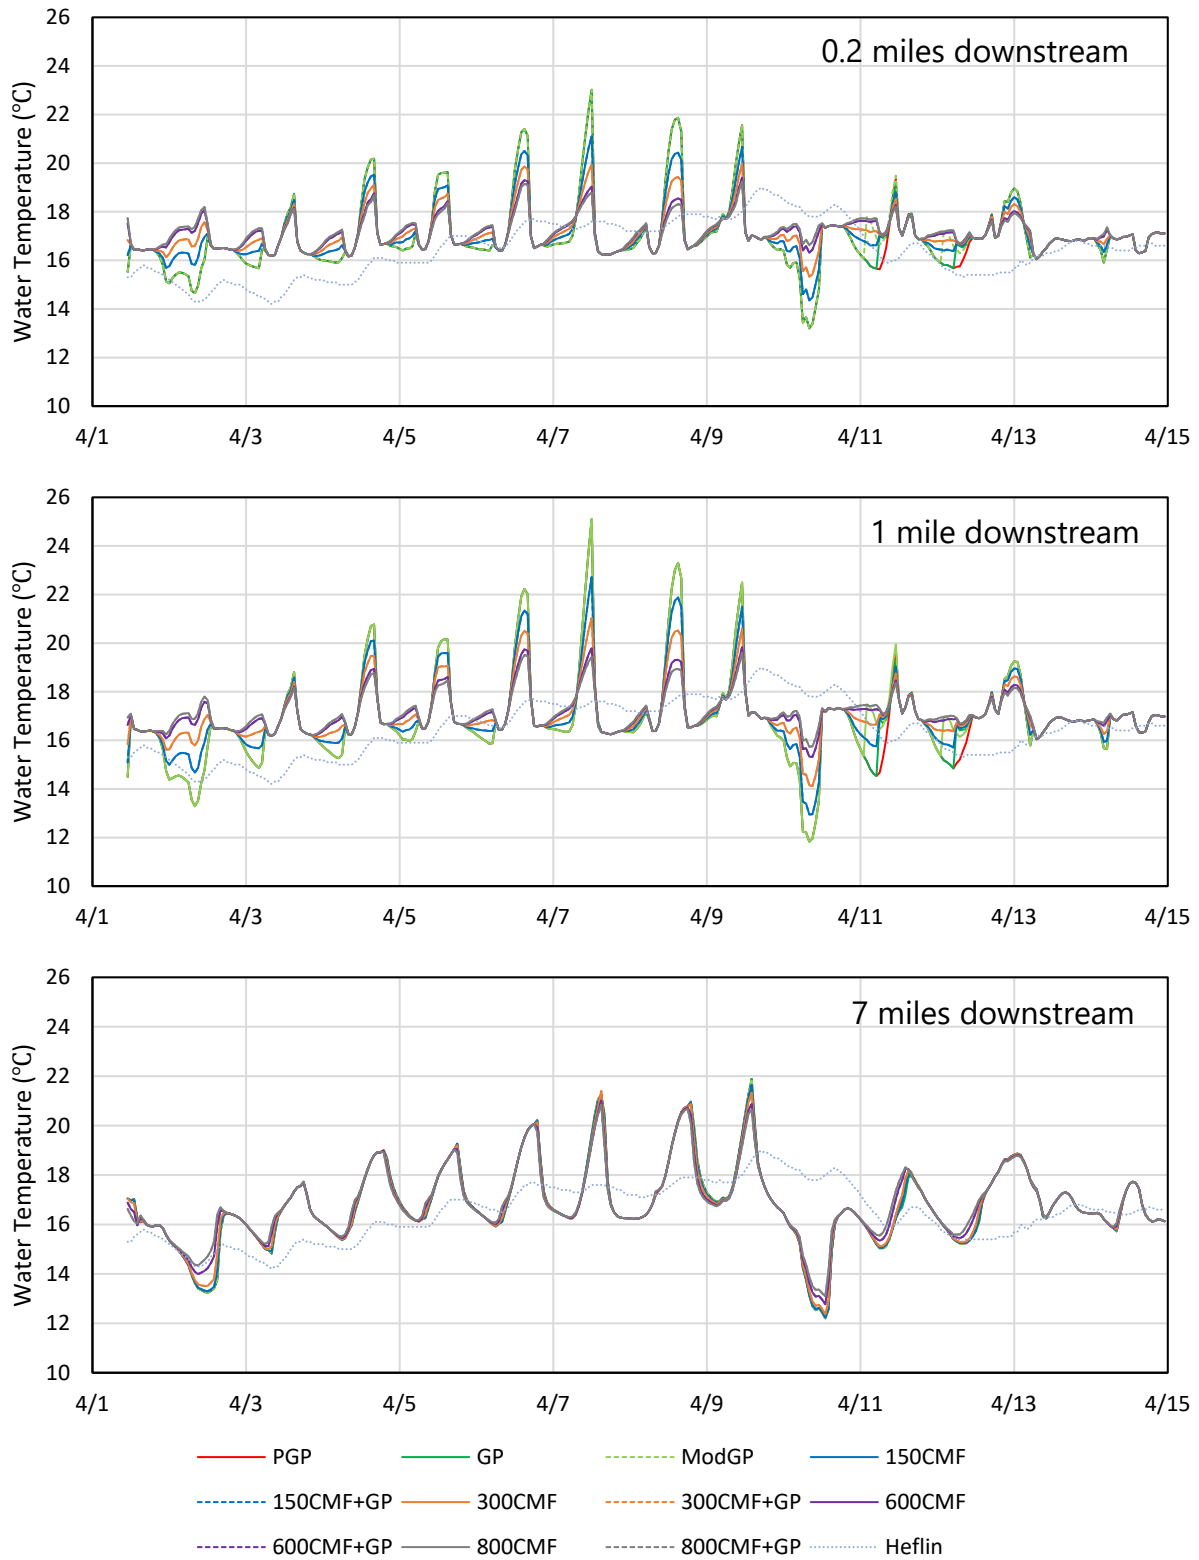 26
24
22
20
18
16
14
12
10
Water Temperature (°C)
0.2 miles downstream
4/1 4/3 4/5 4/7 4/9 4/11 4/13 4/15
26
24
22
20
18
16
14
12
10
Water Temperature (°C)
1 mile downstream
4/1 4/3 4/5 4/7 4/9 4/11 4/13 4/15
26
24
22
20
18
16
14
12
10
Water Temperature (°C)
7 miles downstream
4/1 4/3 4/5 4/7 4/9 4/11 4/13 4/15
PGP GP ModGP 150CMF
150CMF+GP 300CMF 300CMF+GP 600CMF
600CMF+GP 800CMF 800CMF+GP Heflin